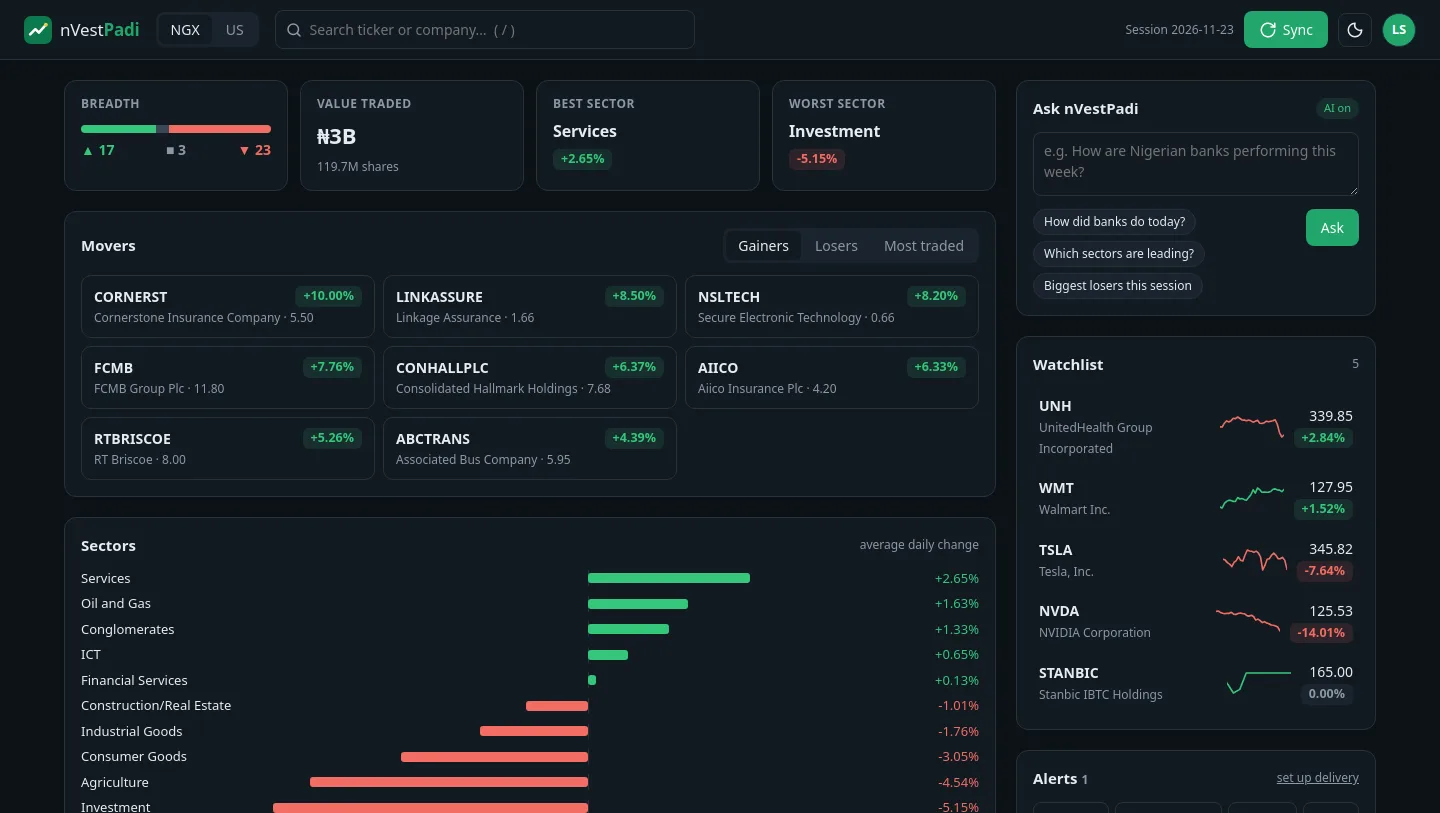 nVestPadi
NGX
US
Search ticker or company... ( / )
Session 2026-11-23
Sync
LS
BREADTH
▲ 17
■ 3
▼ 23
VALUE TRADED
₦3B
119.7M shares
BEST SECTOR
Services
+2.65%
WORST SECTOR
Investment
-5.15%
Movers
Gainers
Losers
Most traded
CORNERST
+10.00%
Cornerstone Insurance Company · 5.50
LINKASSURE
+8.50%
Linkage Assurance · 1.66
NSLTECH
+8.20%
Secure Electronic Technology · 0.66
FCMB
+7.76%
FCMB Group Plc · 11.80
CONHALLPLC
+6.37%
Consolidated Hallmark Holdings · 7.68
AIICO
+6.33%
Aiico Insurance Plc · 4.20
RTBRISCOE
+5.26%
RT Briscoe · 8.00
ABCTRANS
+4.39%
Associated Bus Company · 5.95
Sectors
average daily change
Services +2.65%
Oil and Gas +1.63%
Conglomerates +1.33%
ICT +0.65%
Financial Services +0.13%
Construction/Real Estate -1.01%
Industrial Goods -1.76%
Consumer Goods -3.05%
Agriculture -4.54%
Investment -5.15%
Ask nVestPadi
AI on
e.g. How are Nigerian banks performing this
week?
How did banks do today?
Which sectors are leading?
Biggest losers this session
Ask
Watchlist
5
UNH
UnitedHealth Group
Incorporated
339.85
+2.84%
WMT
Walmart Inc.
127.95
+1.52%
TSLA
Tesla, Inc.
345.82
-7.64%
NVDA
NVIDIA Corporation
125.53
-14.01%
STANBIC
Stanbic IBTC Holdings
165.00
0.00%
Alerts 1
set up delivery